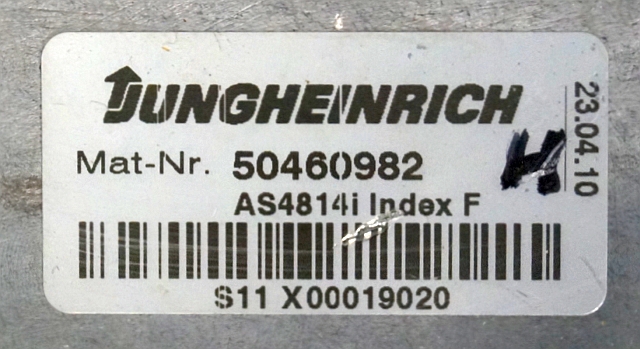 JUNGHEINRICH
Mat-Nr. 50460982
AS4814i Index F
S11 X00019020
23.04.10
H